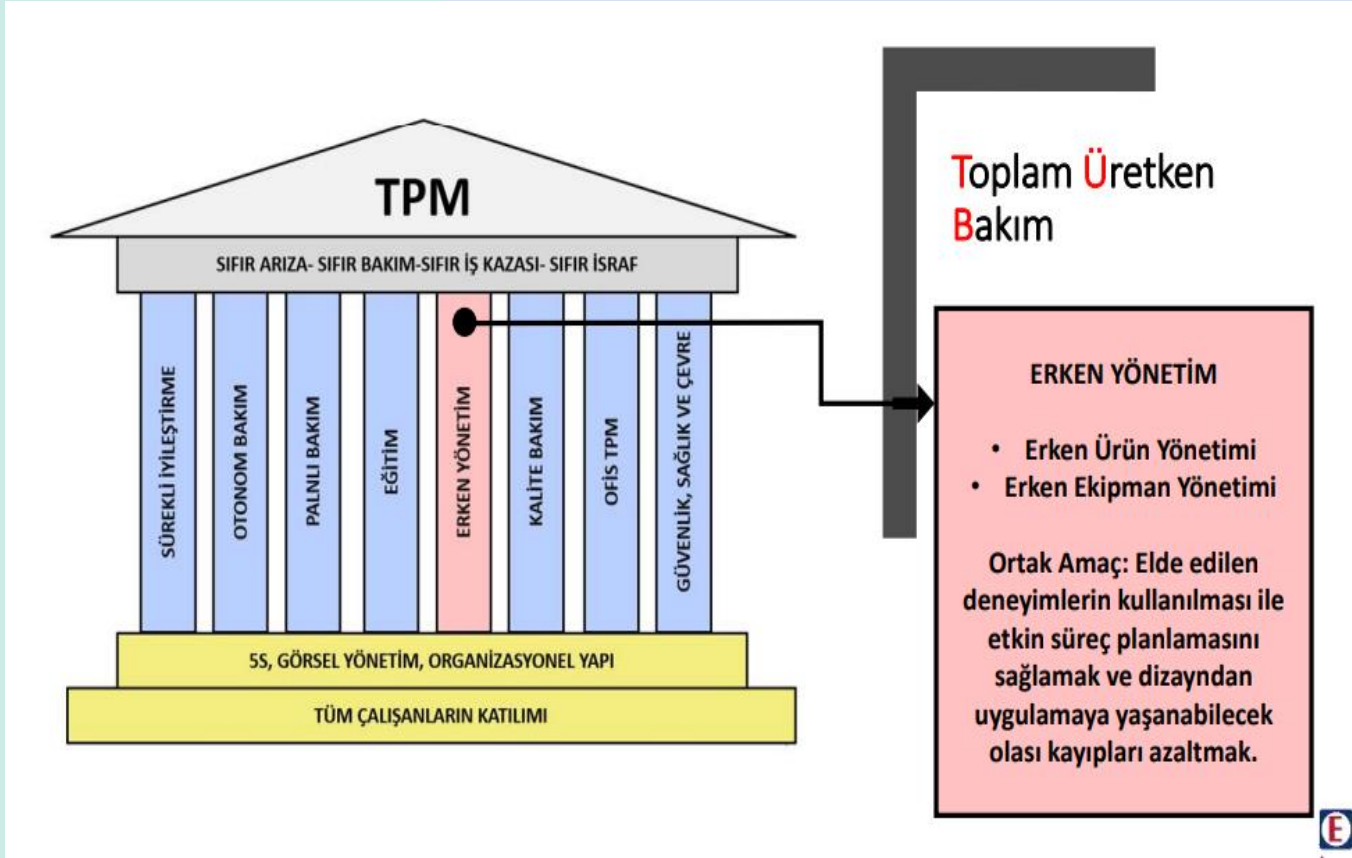 TPM
SIFIR ARIZA- SIFIR BAKIM-SIFIR İŞ KAZASI- SIFIR İSRAF
SÜREKLİ İYİLEŞTİRME
OTONOM BAKIM
PALNLI BAKIM
EĞİTİM
ERKEN YÖNETİM
KALİTE BAKIM
OFİS TPM
GÜVENLİK, SAĞLIK VE ÇEVRE
5S, GÖRSEL YÖNETİM, ORGANİZASYONEL YAPI
TÜM ÇALIŞANLARIN KATILIMI
Toplam Üretken
Bakım
ERKEN YÖNETİM
• Erken Ürün Yönetimi
• Erken Ekipman Yönetimi
Ortak Amaç: Elde edilen
deneyimlerin kullanılması ile
etkin süreç planlamasını
sağlamak ve dizayndan
uygulamaya yaşanabilecek
olası kayıpları azaltmak.
E